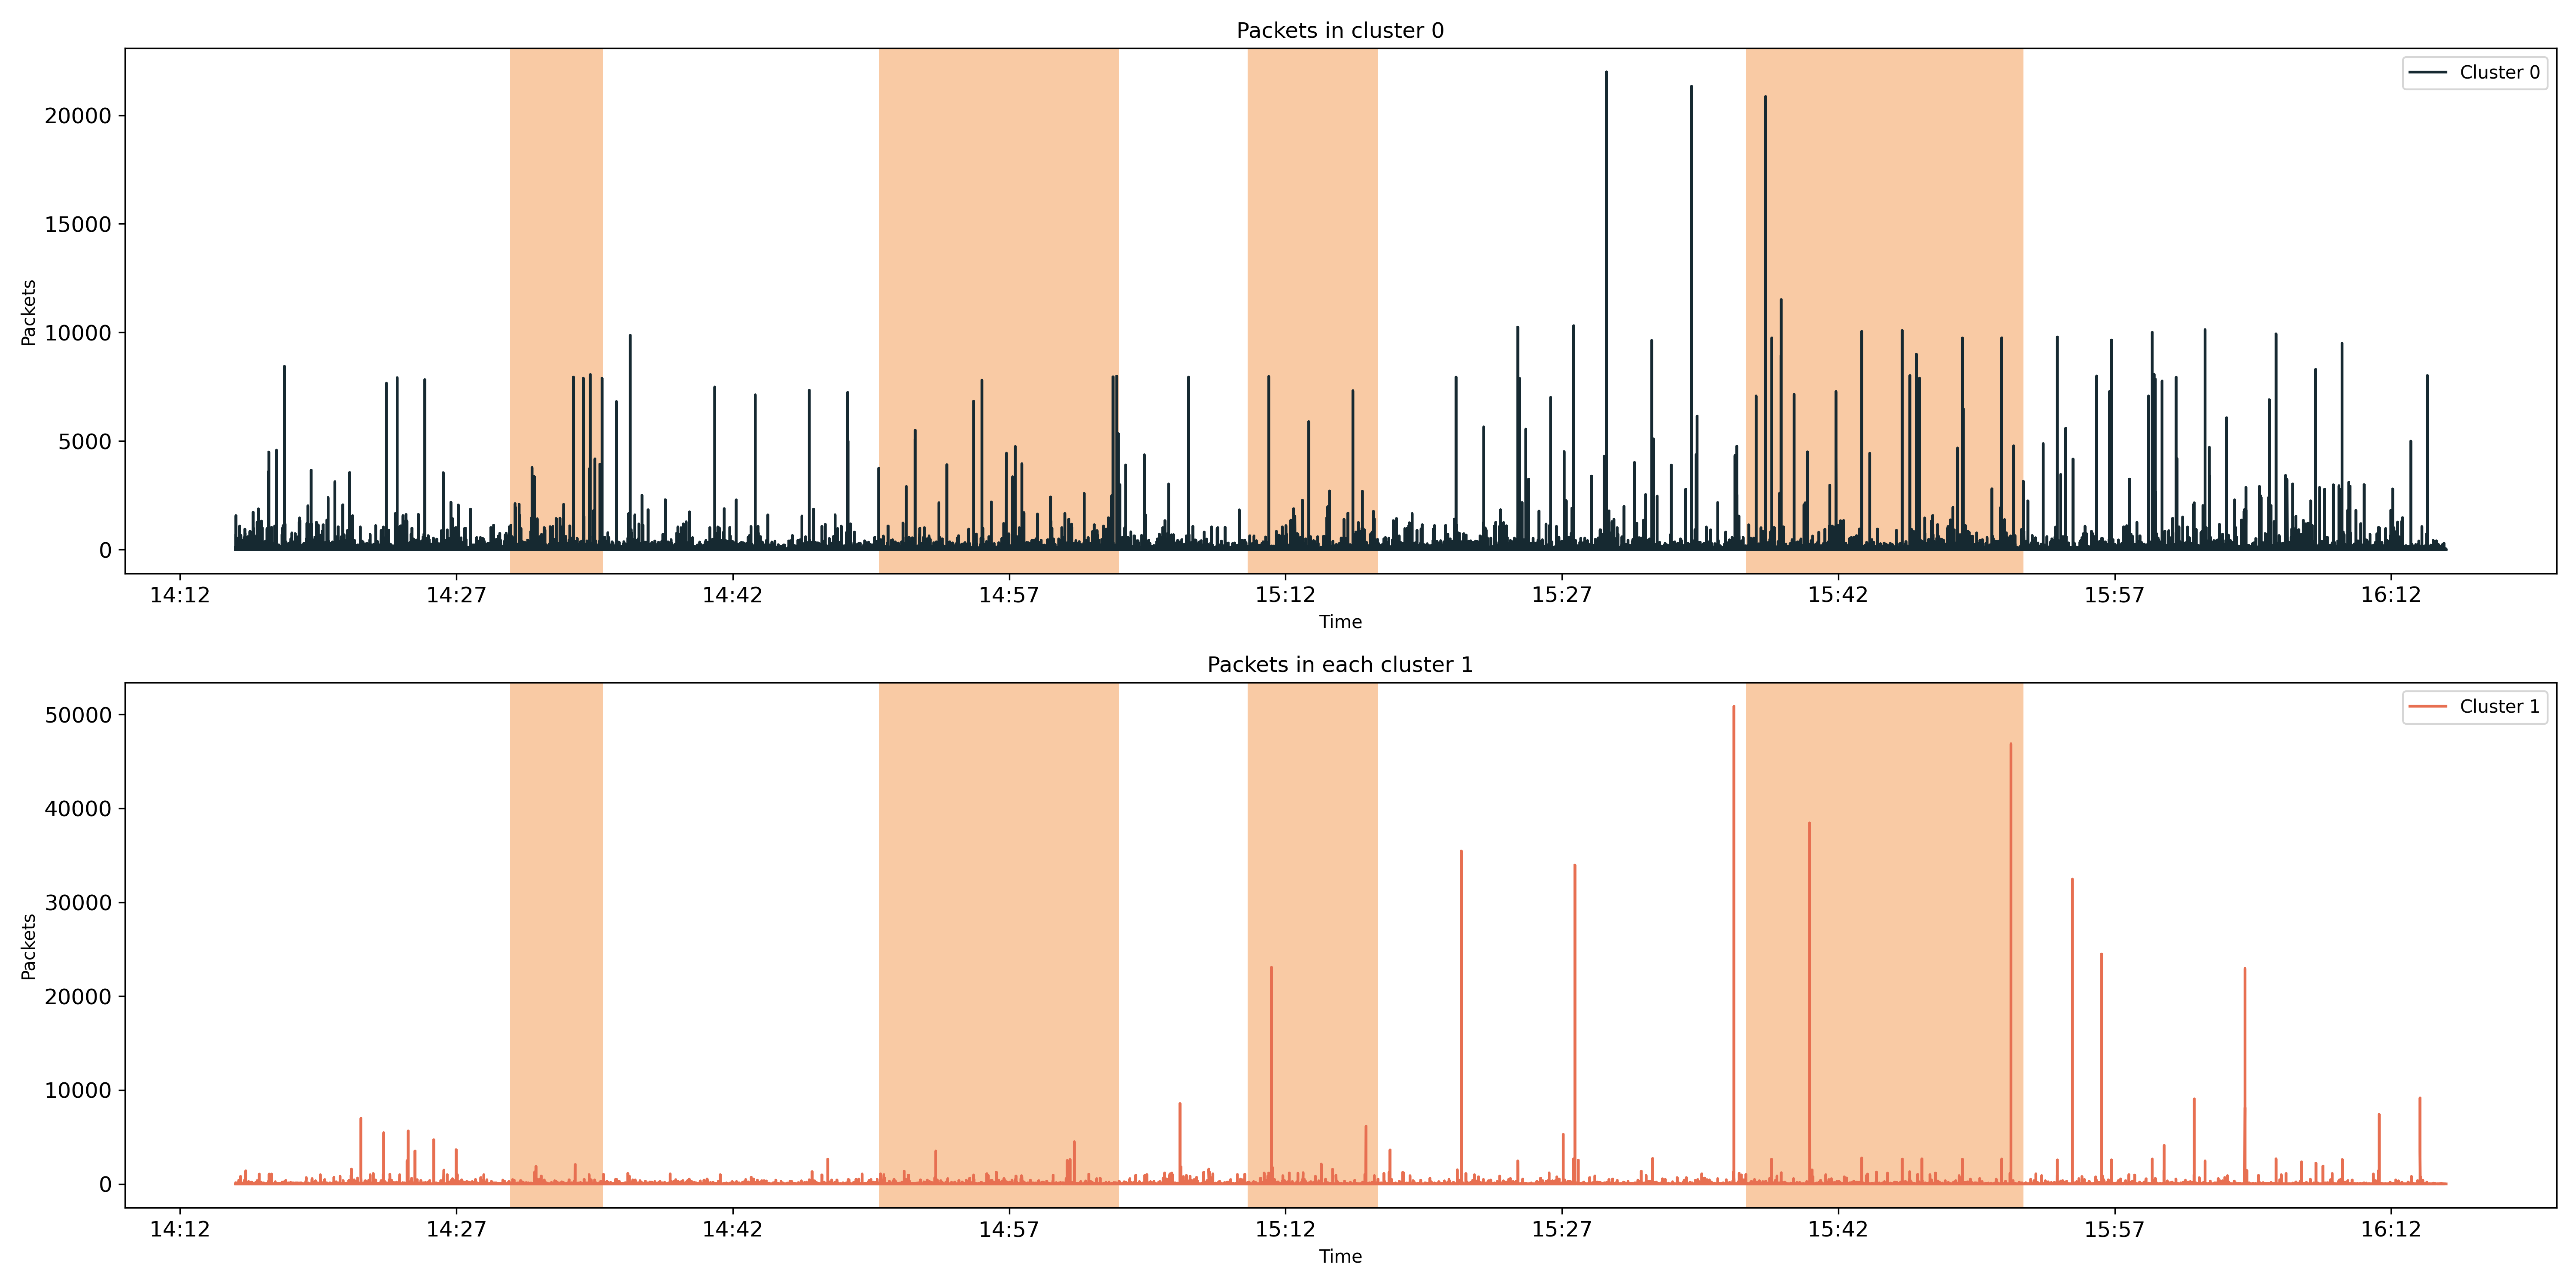 Packets in cluster 0
Cluster 0
20000
15000
10000
5000
0
Packets
14:12 14:27 14:42 14:57 15:12 15:27 15:42 15:57 16:12
Time
Packets in each cluster 1
Cluster 1
50000
40000
30000
20000
10000
0
Packets
14:12 14:27 14:42 14:57 15:12 15:27 15:42 15:57 16:12
Time